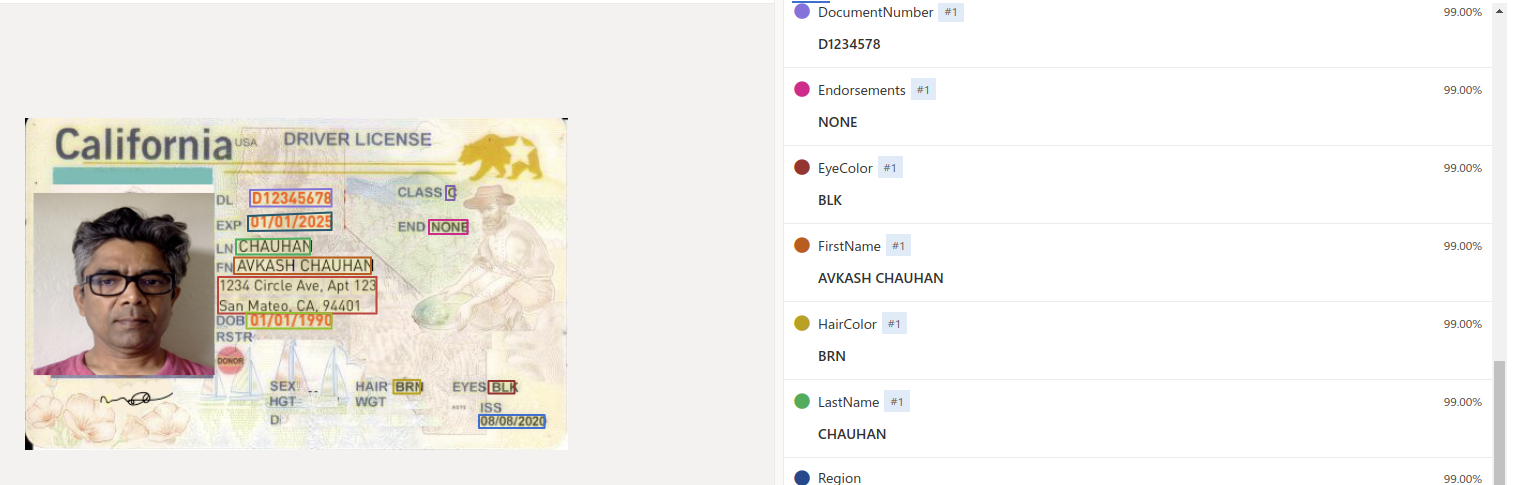 California USA DRIVER LICENSE
DL D12345678 CLASS C
EXP 01/01/2025 END NONE
LN CHAUHAN
FN AVKASH CHAUHAN
1234 Circle Ave, Apt 123
San Mateo, CA, 94401
DOB 01/01/1990
RSTR
DONOR
SEX -- HAIR BRN EYES BLK
HGT WGT
ISS
D 08/08/2020
DocumentNumber #1 99.00%
D1234578
Endorsements #1 99.00%
NONE
EyeColor #1 99.00%
BLK
FirstName #1 99.00%
AVKASH CHAUHAN
HairColor #1 99.00%
BRN
LastName #1 99.00%
CHAUHAN
Region 99.00%